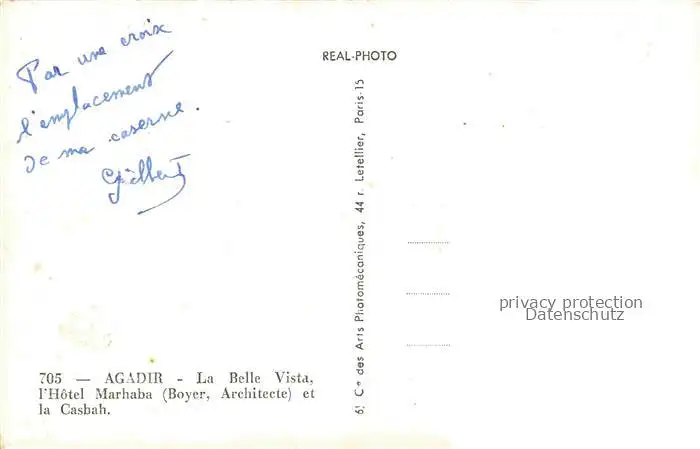 Par une croix
l'emplacement
de ma caserne.
Gilbert
REAL-PHOTO
Cie des Arts Photomécaniques, 44 r. Letellier, Paris-15
privacy protection
Datenschutz
705 — AGADIR - La Belle Vista,
l'Hôtel Marhaba (Boyer, Architecte) et
la Casbah.